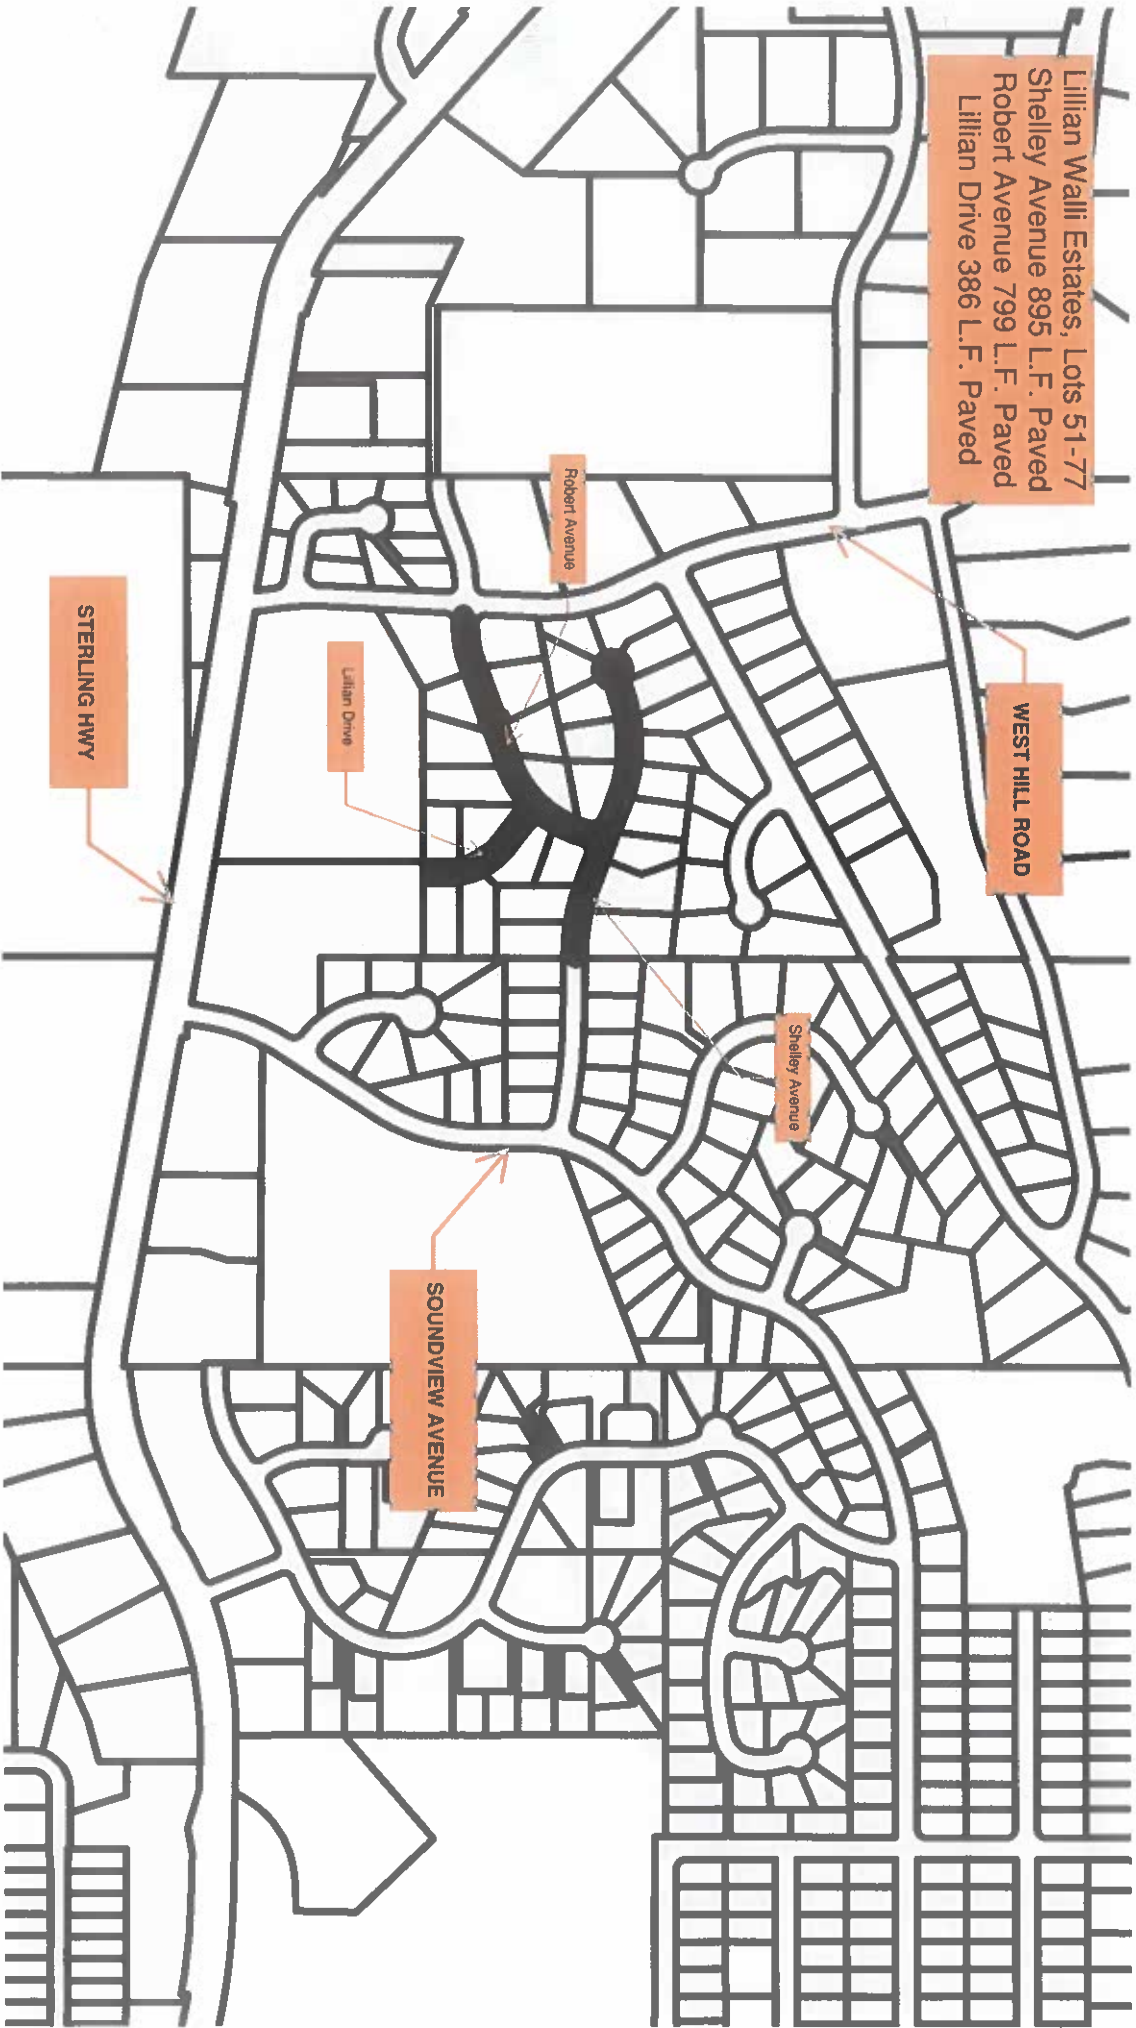 Lillian Walli Estates, Lots 51-77
Shelley Avenue 895 L.F. Paved
Robert Avenue 799 L.F. Paved
Lillian Drive 386 L.F. Paved
WEST HILL ROAD
Robert Avenue
Shelley Avenue
Lillian Drive
SOUNDVIEW AVENUE
STERLING HWY